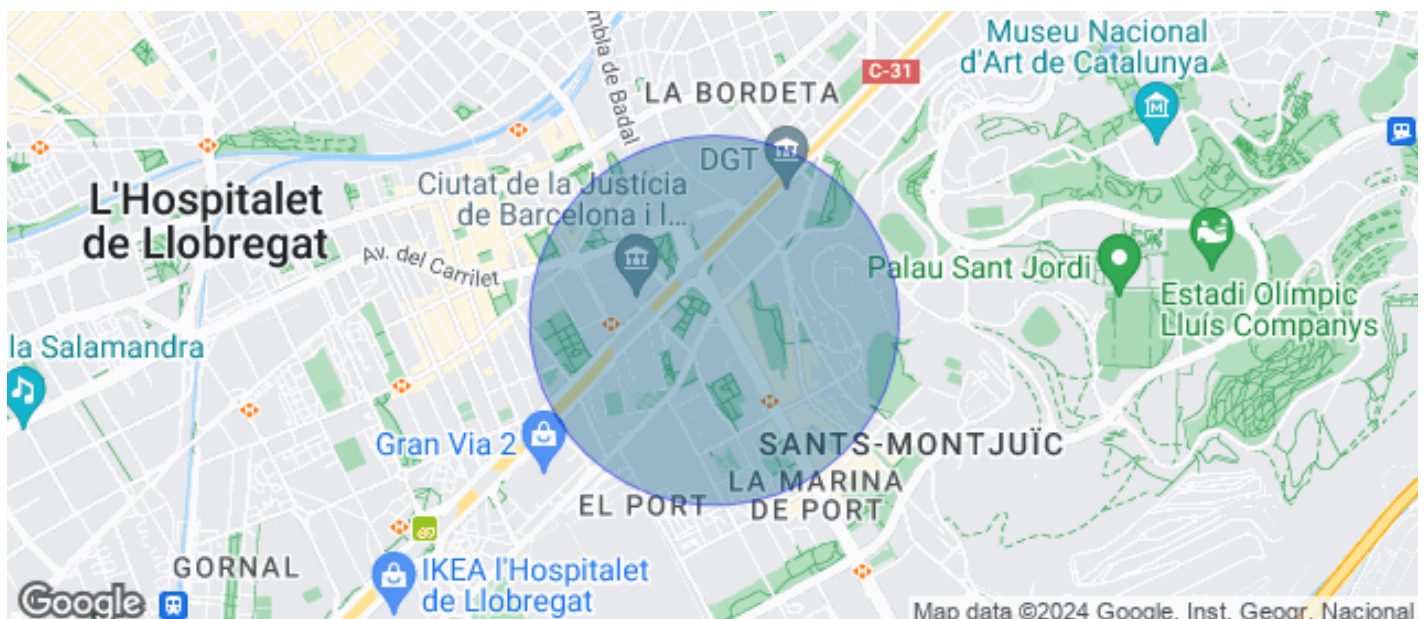 Museu Nacional
d'Art de Catalunya
C-31
mbla de Badal
LA BORDETA
DGT
Ciutat de la Justícia
de Barcelona i l...
L'Hospitalet
de Llobregat
Av. del Carrilet
Palau Sant Jordi
Estadi Olímpic
Lluís Companys
la Salamandra
Gran Via 2
SANTS-MONTJUÏC
LA MARINA
DE PORT
EL PORT
GORNAL
IKEA l'Hospitalet
de Llobregat
Google
Map data ©2024 Google, Inst. Geogr. Nacional